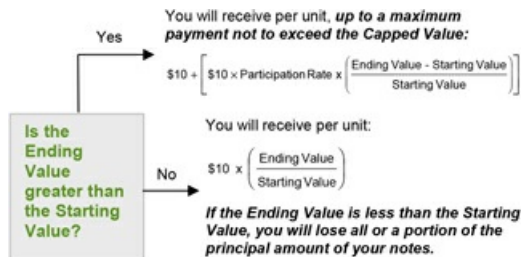 You will receive per unit, up to a maximum
payment not to exceed the Capped Value:
Yes
$10 + [ $10 × Participation Rate x ( Ending Value - Starting Value / Starting Value ) ]
Is the
Ending
Value
greater than
the Starting
Value?
No
You will receive per unit:
$10 x ( Ending Value / Starting Value )
If the Ending Value is less than the Starting
Value, you will lose all or a portion of the
principal amount of your notes.